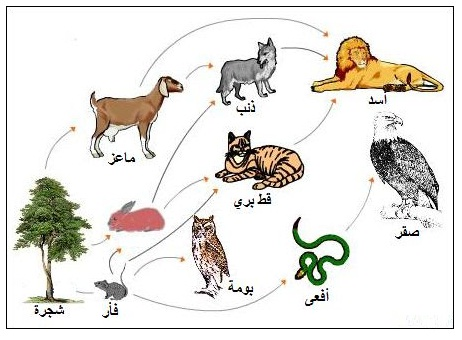 ماعز
ذئب
أسد
قط بري
صقر
شجرة
فأر
بومة
أفعى